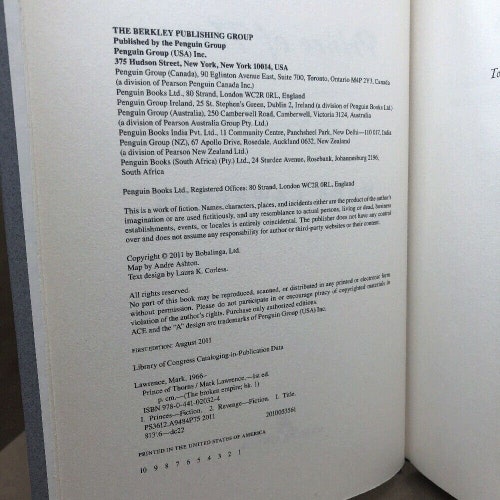 THE BERKLEY PUBLISHING GROUP
Published by the Penguin Group
Penguin Group (USA) Inc.
375 Hudson Street, New York, New York 10014, USA
Penguin Group (Canada), 90 Eglinton Avenue East, Suite 700, Toronto, Ontario M4P 2Y3, Canada
(a division of Pearson Penguin Canada Inc.)
Penguin Books Ltd., 80 Strand, London WC2R 0RL, England
Penguin Group Ireland, 25 St. Stephen's Green, Dublin 2, Ireland (a division of Penguin Books Ltd.)
Penguin Group (Australia), 250 Camberwell Road, Camberwell, Victoria 3124, Australia
(a division of Pearson Australia Group Pty. Ltd.)
Penguin Books India Pvt. Ltd., 11 Community Centre, Panchsheel Park, New Delhi—110 017, India
Penguin Group (NZ), 67 Apollo Drive, Rosedale, Auckland 0632, New Zealand
(a division of Pearson New Zealand Ltd.)
Penguin Books (South Africa) (Pty.) Ltd., 24 Sturdee Avenue, Rosebank, Johannesburg 2196,
South Africa
Penguin Books Ltd., Registered Offices: 80 Strand, London WC2R 0RL, England
This is a work of fiction. Names, characters, places, and incidents either are the product of the author's
imagination or are used fictitiously, and any resemblance to actual persons, living or dead, business
establishments, events, or locales is entirely coincidental. The publisher does not have any control
over and does not assume any responsibility for author or third-party websites or their content.
Copyright © 2011 by Bobalinga, Ltd.
Map by Andre Ashton.
Text design by Laura K. Corless.
All rights reserved.
No part of this book may be reproduced, scanned, or distributed in any printed or electronic form
without permission. Please do not participate in or encourage piracy of copyrighted materials in
violation of the author's rights. Purchase only authorized editions.
ACE and the "A" design are trademarks of Penguin Group (USA) Inc.
FIRST EDITION: August 2011
Library of Congress Cataloging-in-Publication Data
Lawrence, Mark, 1966–
Prince of Thorns / Mark Lawrence.—1st ed.
p. cm.—(The broken empire; bk. 1)
ISBN 978-0-441-02032-4
1. Princes—Fiction. 2. Revenge—Fiction. I. Title.
PS3612.A9484P75 2011 2010053561
813'.6—dc22
PRINTED IN THE UNITED STATES OF AMERICA
10 9 8 7 6 5 4 3 2 1
To